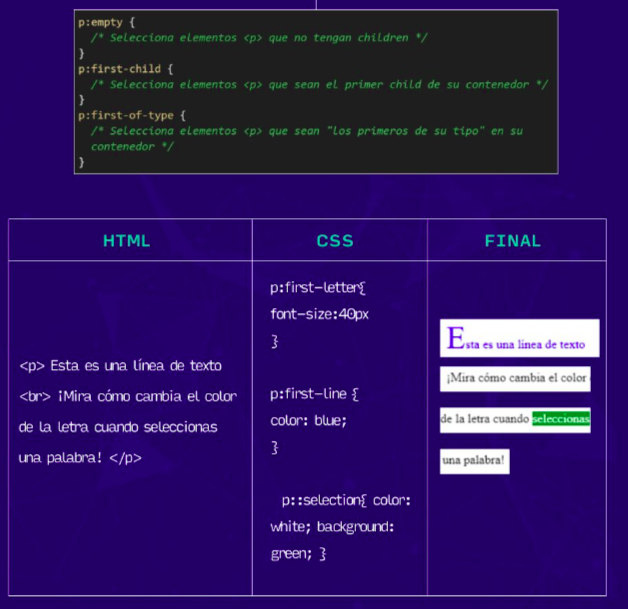 p:empty {
/* Selecciona elementos <p> que no tengan children */
}
p:first-child {
/* Selecciona elementos <p> que sean el primer child de su contenedor */
}
p:first-of-type {
/* Selecciona elementos <p> que sean "los primeros de su tipo" en su
contenedor */
}
HTML
CSS
FINAL
<p> Esta es una línea de texto
<br> ¡Mira cómo cambia el color
de la letra cuando seleccionas
una palabra! </p>
p:first-letter{
font-size:40px
}
p:first-line {
color: blue;
}
p::selection{ color:
white; background:
green; }
Esta es una linea de texto
¡Mira cómo cambia el color
de la letra cuando seleccionas
una palabra!